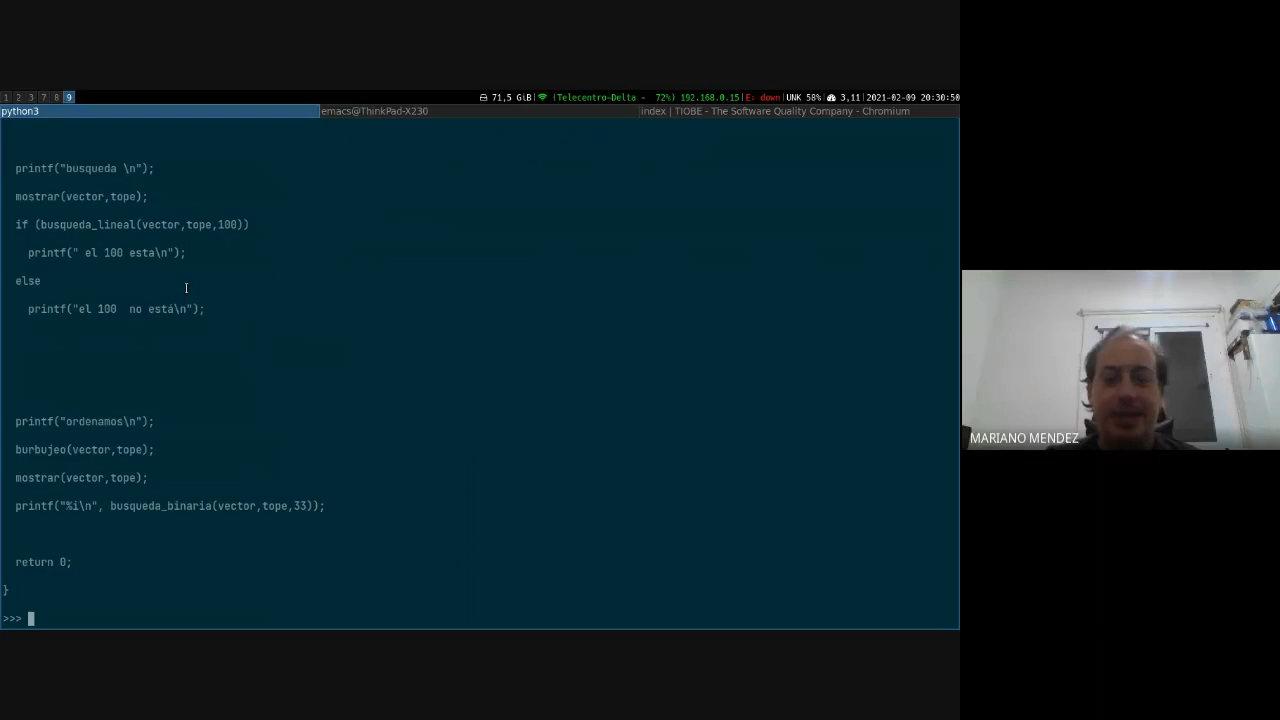 1 2 3 7 8 9
71,5 GiB| |(Telecentro-Delta - 72%) 192.168.0.15|E: down|UNK 58%| 3,11|2021-02-09 20:30:50
python3
emacs@ThinkPad-X230
index | TIOBE - The Software Quality Company - Chromium
printf("busqueda \n");
mostrar(vector,tope);
if (busqueda_lineal(vector,tope,100))
printf(" el 100 esta\n");
else
printf("el 100  no está\n");
printf("ordenamos\n");
burbujeo(vector,tope);
mostrar(vector,tope);
printf("%i\n", busqueda_binaria(vector,tope,33));
return 0;
}
>>>
MARIANO MENDEZ